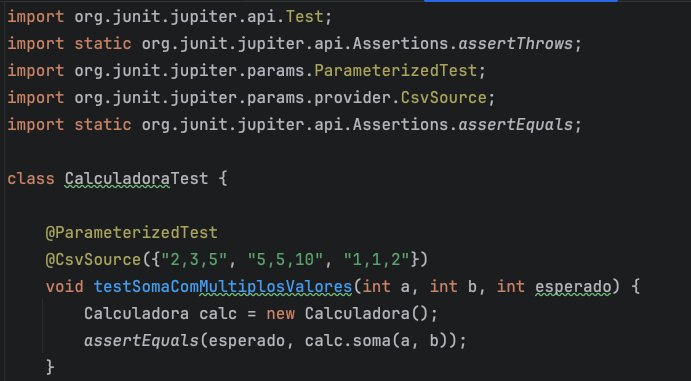 import org.junit.jupiter.api.Test;
import static org.junit.jupiter.api.Assertions.assertThrows;
import org.junit.jupiter.params.ParameterizedTest;
import org.junit.jupiter.params.provider.CsvSource;
import static org.junit.jupiter.api.Assertions.assertEquals;

class CalculadoraTest {

    @ParameterizedTest
    @CsvSource({"2,3,5", "5,5,10", "1,1,2"})
    void testSomaComMultiplosValores(int a, int b, int esperado) {
        Calculadora calc = new Calculadora();
        assertEquals(esperado, calc.soma(a, b));
    }